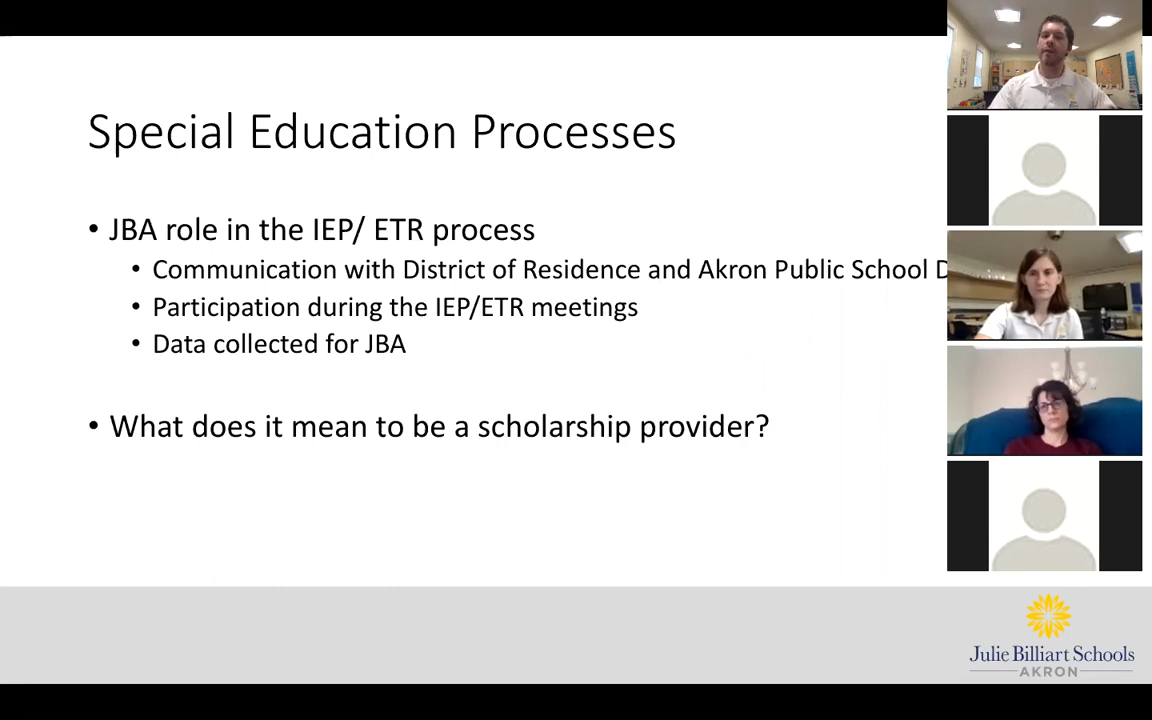 Special Education Processes
• JBA role in the IEP/ ETR process
• Communication with District of Residence and Akron Public School
• Participation during the IEP/ETR meetings
• Data collected for JBA
• What does it mean to be a scholarship provider?
Julie Billiart Schools
AKRON